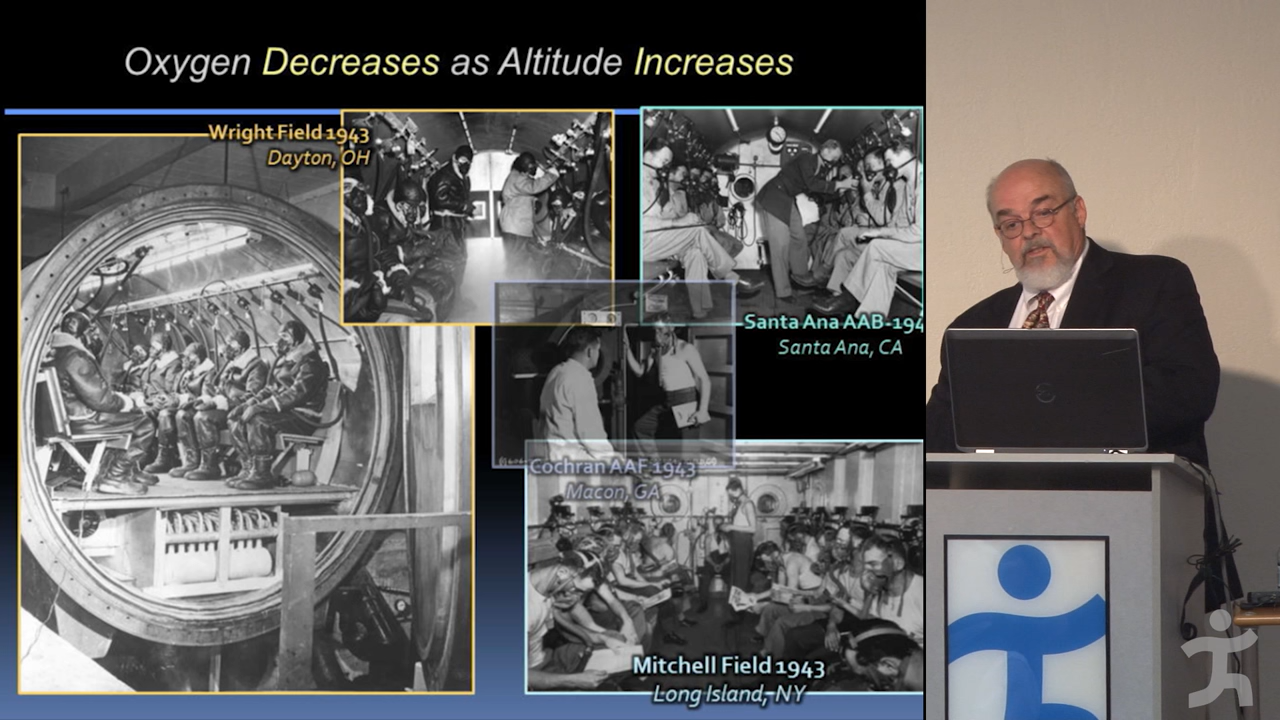 Oxygen Decreases as Altitude Increases
Wright Field 1943
Dayton, OH
Santa Ana AAB 194
Santa Ana, CA
Cochran AAF 1943
Macon, GA
Mitchell Field 1943
Long Island, NY